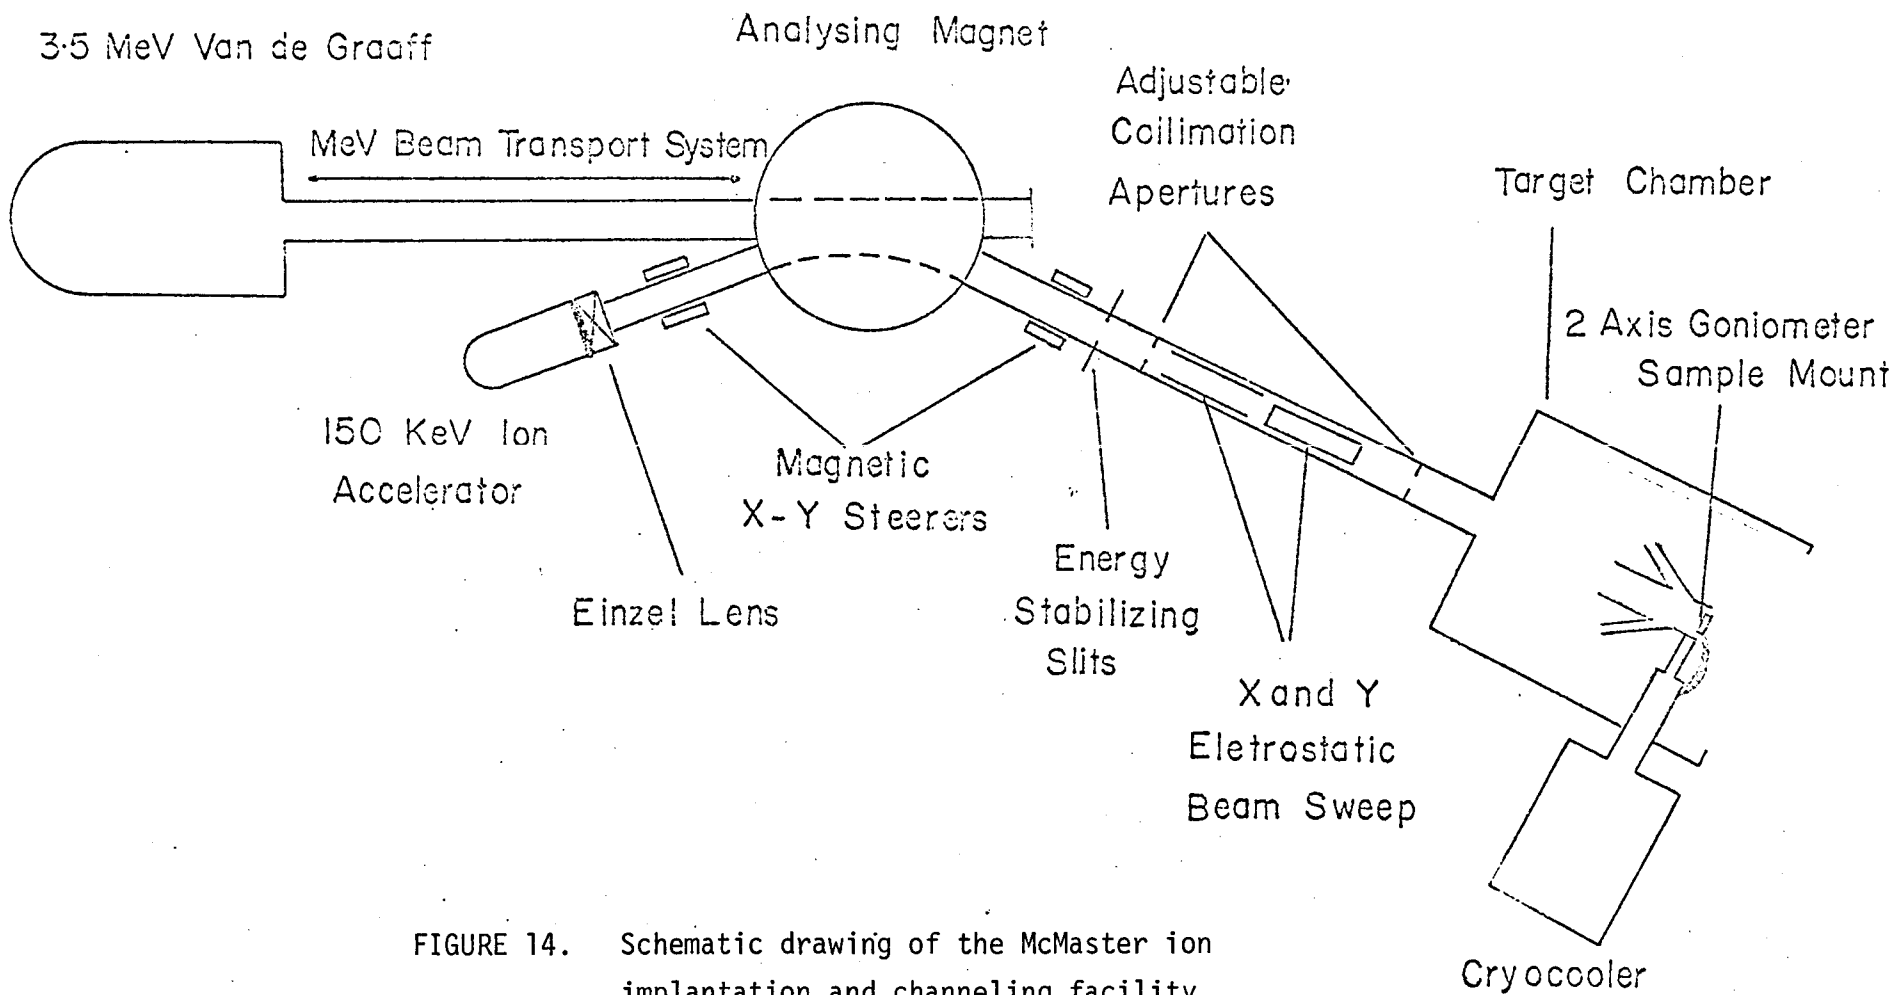 3·5 MeV Van de Graaff
Analysing Magnet
MeV Beam Transport System
Adjustable
Collimation
Apertures
Target Chamber
2 Axis Goniometer
Sample Mount
150 KeV Ion
Accelerator
Einzel Lens
Magnetic
X-Y Steerers
Energy
Stabilizing
Slits
X and Y
Eletrostatic
Beam Sweep
Cryocooler
FIGURE 14. Schematic drawing of the McMaster ion
implantation and channeling facility